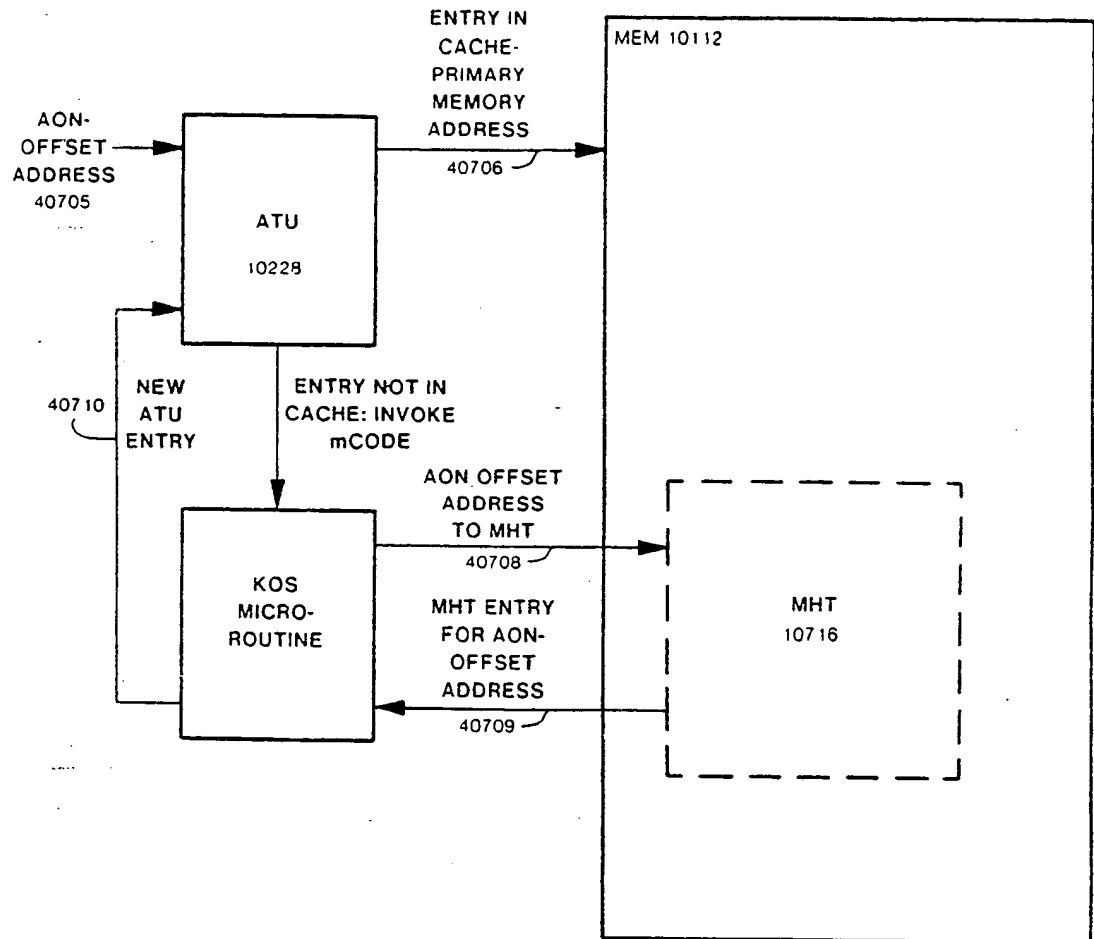 ENTRY IN
CACHE-
PRIMARY
MEMORY
ADDRESS
40706
MEM 10112
AON-
OFFSET
ADDRESS
40705
ATU
10228
40710
NEW
ATU
ENTRY
ENTRY NOT IN
CACHE: INVOKE
mCODE
AON OFFSET
ADDRESS
TO MHT
40708
KOS
MICRO-
ROUTINE
MHT ENTRY
FOR AON-
OFFSET
ADDRESS
40709
MHT
10716